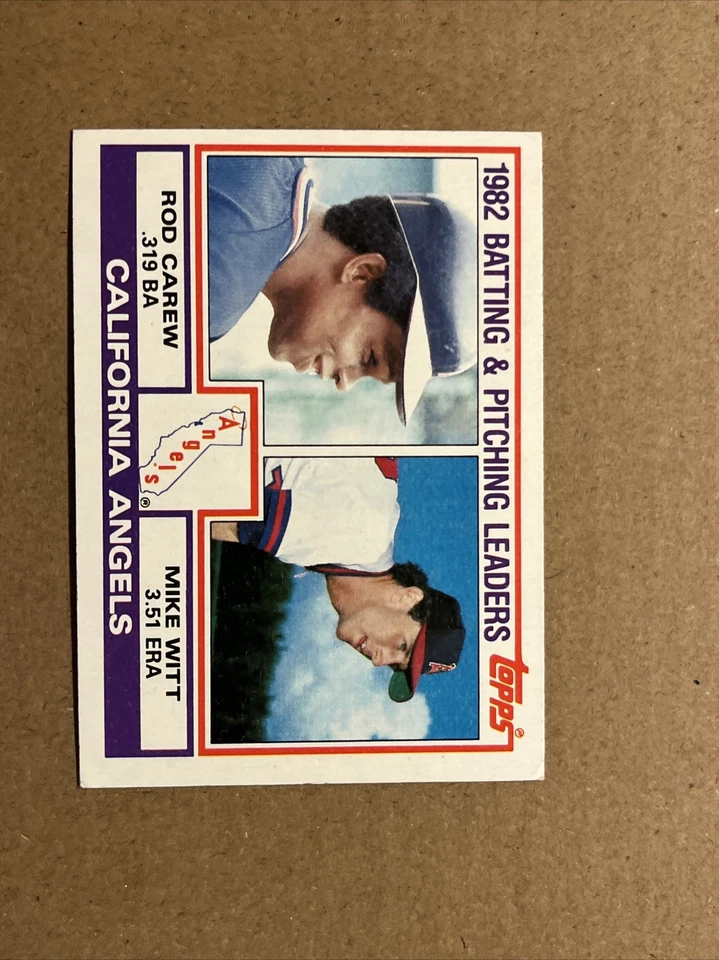 1982 BATTING & PITCHING LEADERS
topps
A
Angels
ROD CAREW
.319 BA
MIKE WITT
3.51 ERA
CALIFORNIA ANGELS